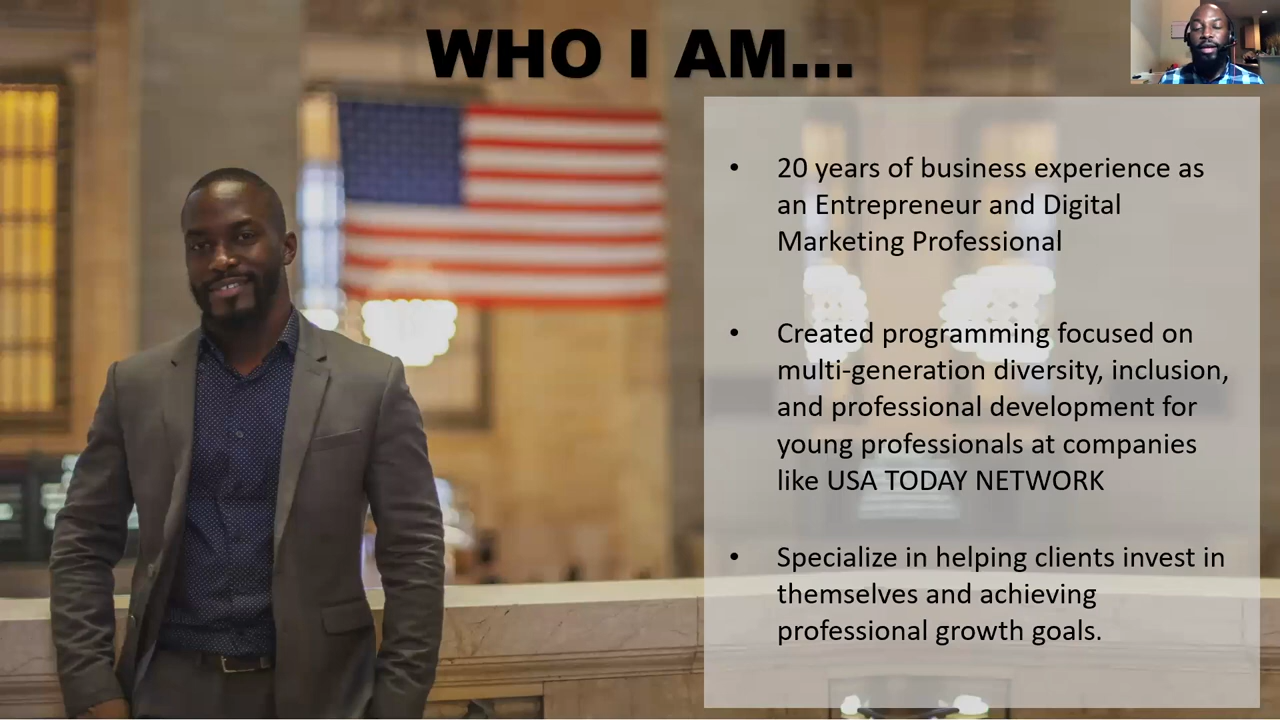 WHO I AM...
• 20 years of business experience as
an Entrepreneur and Digital
Marketing Professional
• Created programming focused on
multi-generation diversity, inclusion,
and professional development for
young professionals at companies
like USA TODAY NETWORK
• Specialize in helping clients invest in
themselves and achieving
professional growth goals.